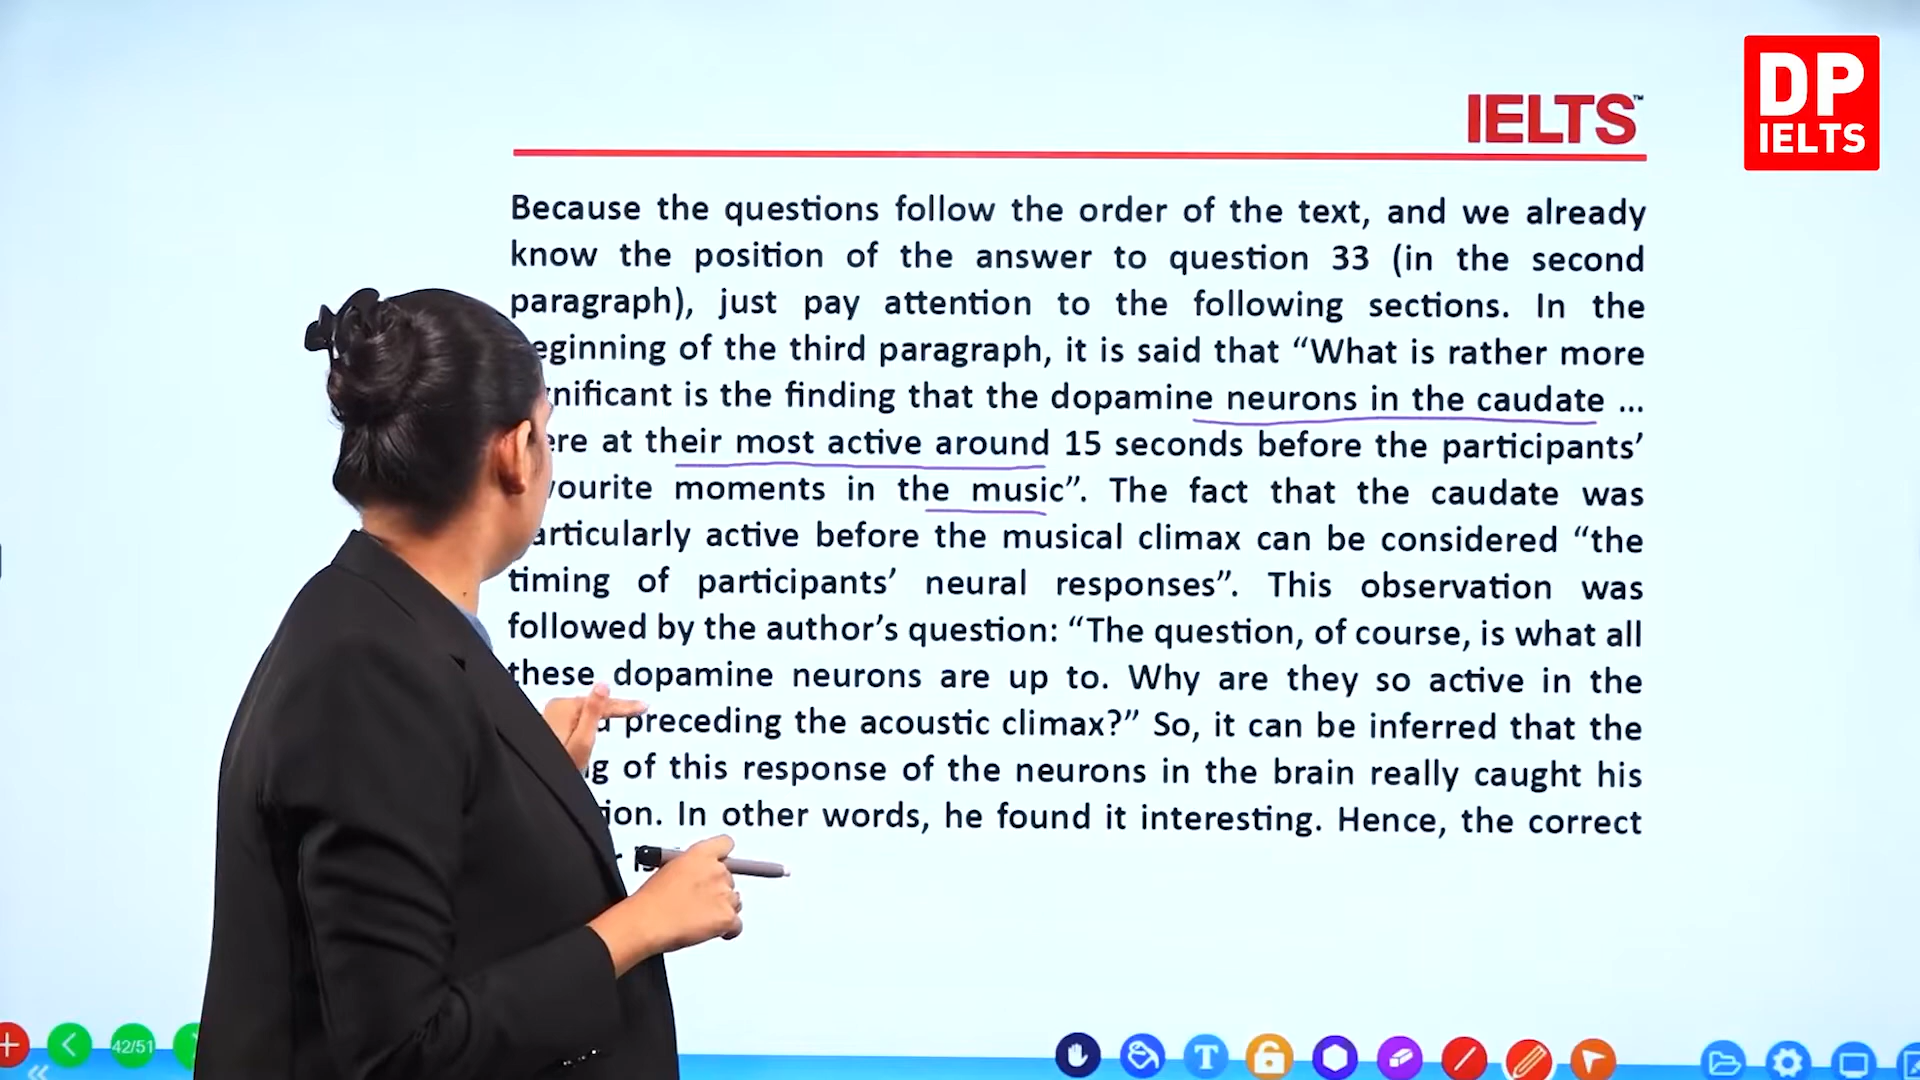 DP
IELTS
IELTS™
Because the questions follow the order of the text, and we already
know the position of the answer to question 33 (in the second
paragraph), just pay attention to the following sections. In the
eginning of the third paragraph, it is said that “What is rather more
gnificant is the finding that the dopamine neurons in the caudate ...
ere at their most active around 15 seconds before the participants’
vourite moments in the music”. The fact that the caudate was
articularly active before the musical climax can be considered “the
timing of participants’ neural responses”. This observation was
followed by the author’s question: “The question, of course, is what all
these dopamine neurons are up to. Why are they so active in the
preceding the acoustic climax?” So, it can be inferred that the
g of this response of the neurons in the brain really caught his
ion. In other words, he found it interesting. Hence, the correct
42/51
T